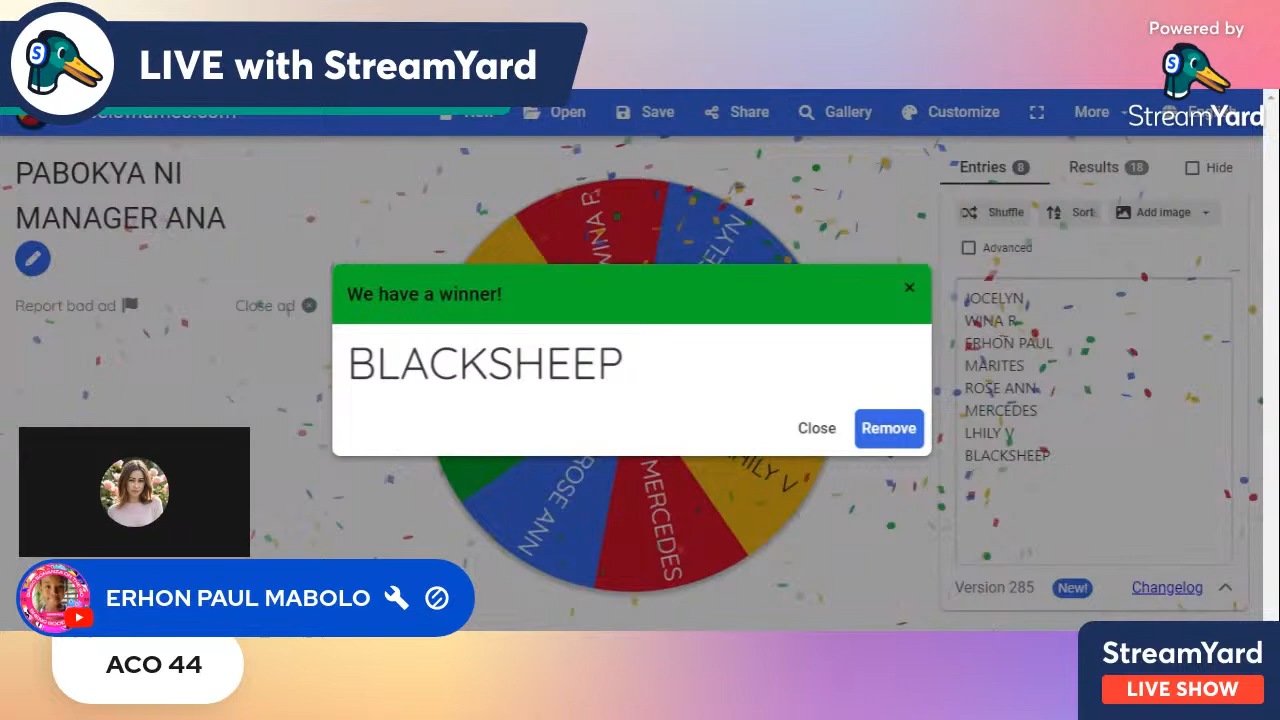 LIVE with StreamYard
Powered by
StreamYard
Open
Save
Share
Gallery
Customize
More
PABOKYA NI
MANAGER ANA
Report bad ad
Close ad
Entries 8
Results 18
Hide
Shuffle
Sort
Add image
Advanced
JOCELYN
WINA R
ERHON PAUL
MARITES
ROSE ANN
MERCEDES
LHILY V
BLACKSHEEP
WINA R.
ELYN
We have a winner!
×
BLACKSHEEP
Close
Remove
ROSE ANN
MERCEDES
HILY V
Version 285
New!
Changelog
ERHON PAUL MABOLO
ACO 44
StreamYard
LIVE SHOW